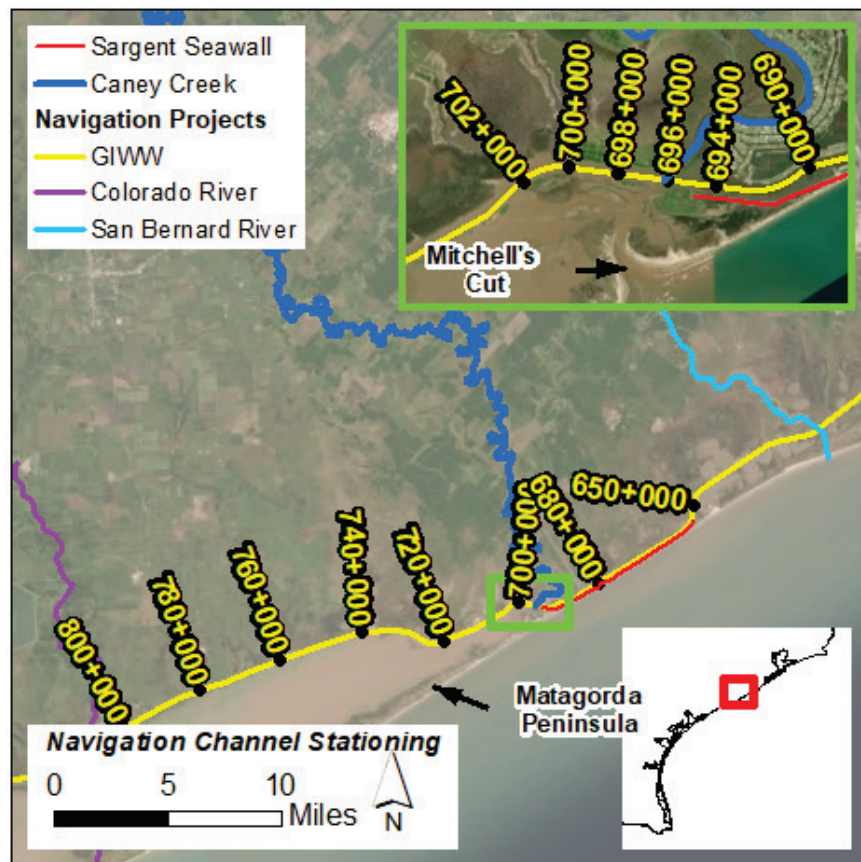 Sargent Seawall
Caney Creek
Navigation Projects
GIWW
Colorado River
San Bernard River
702+000
700+000
698+000
696+000
694+000
690+000
Mitchell's
Cut
800+000
780+000
760+000
740+000
720+000
700+000
680+000
650+000
Matagorda
Peninsula
Navigation Channel Stationing
0 5 10
Miles
N